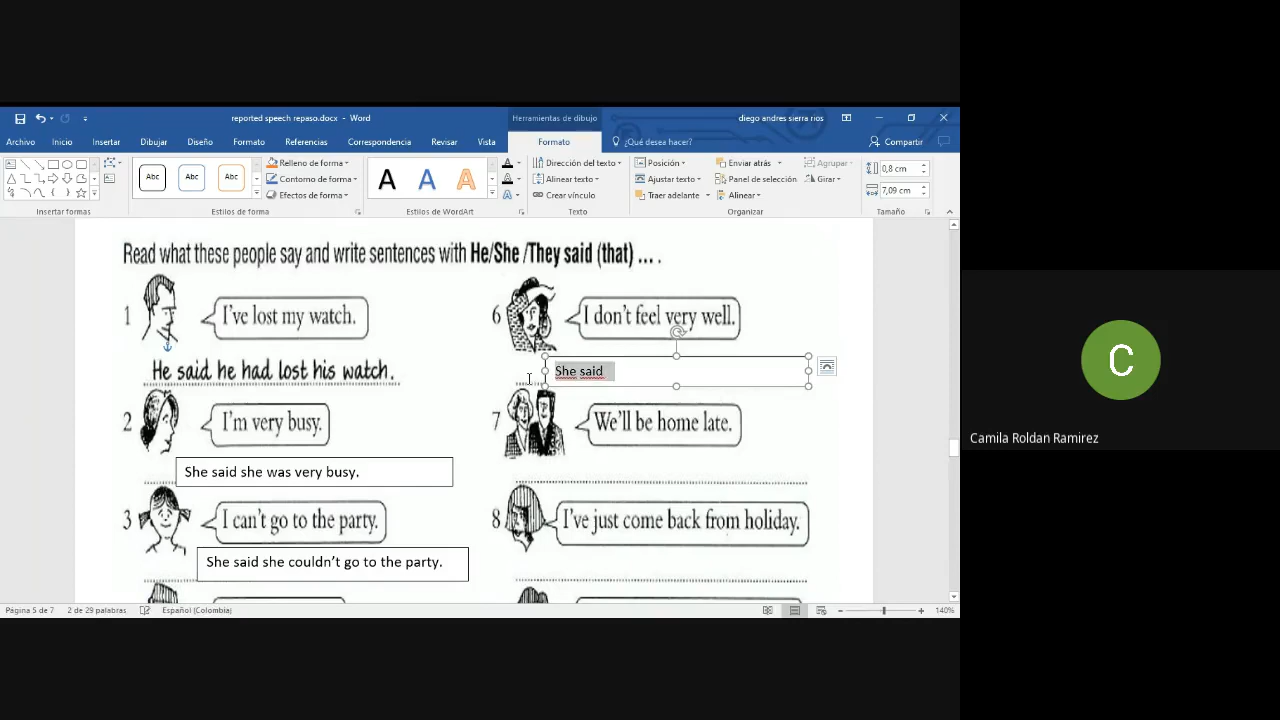 reported speech repaso.docx - Word
Herramientas de dibujo
diego andres sierra rios
Archivo Inicio Insertar Dibujar Diseño Formato Referencias Correspondencia Revisar Vista Formato ¿Qué desea hacer? Compartir
Abc Abc Abc
Relleno de forma
Contorno de forma
Efectos de forma
A A A
Dirección del texto
Alinear texto
Crear vínculo
Posición
Ajustar texto
Traer adelante
Enviar atrás
Panel de selección
Alinear
Agrupar
Girar
0,8 cm
7,09 cm
Insertar formas Estilos de forma Estilos de WordArt Texto Organizar Tamaño
Read what these people say and write sentences with He/She /They said (that) ... .
1 I've lost my watch.
He said he had lost his watch.
2 I'm very busy.
She said she was very busy.
3 I can't go to the party.
She said she couldn't go to the party.
6 I don't feel very well.
She said
7 We'll be home late.
8 I've just come back from holiday.
Página 5 de 7 2 de 29 palabras Español (Colombia) 140%
C
Camila Roldan Ramirez